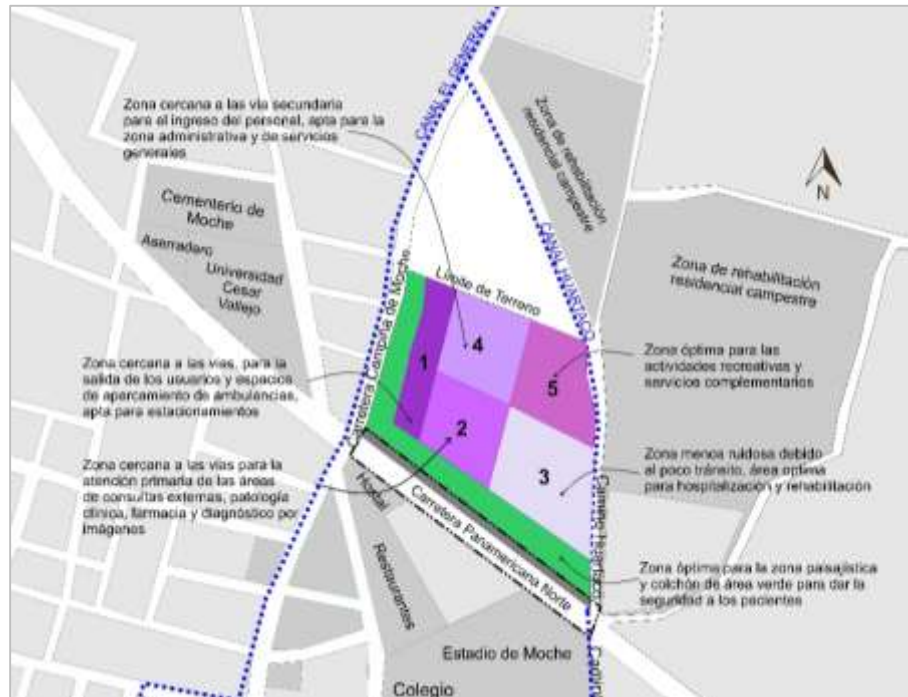 CANAL EL GENERAL
Zona cercana a las vía secundaria
para el ingreso del personal, apta para la
zona administrativa y de servicios
generales
Zona de rehabilitación
residencial campestre
N
Cementerio de
Moche
Aserradero
Universidad
Cesar
Vallejo
CANAL HUARTACO
Zona de rehabilitación
residencial campestre
Límite de Terreno
Carretera Campiña de Moche
1
4
5
2
3
Zona cercana a las vías, para la
salida de los usuarios y espacios
de aparcamiento de ambulancias,
apta para estacionamientos
Zona óptima para las
actividades recreativas y
servicios complementarios
Zona cercana a las vías para la
atención primaria de las áreas
de consultas externas, patología
clínica, farmacia y diagnóstico por
imágenes
Zona menos ruidosa debido
al poco tránsito, área optima
para hospitalización y rehabilitación
Hostal
Carretera Panamericana Norte
Restaurantes
Zona óptima para la zona paisajística
y colchón de área verde para dar la
seguridad a los pacientes
Estadio de Moche
Colegio